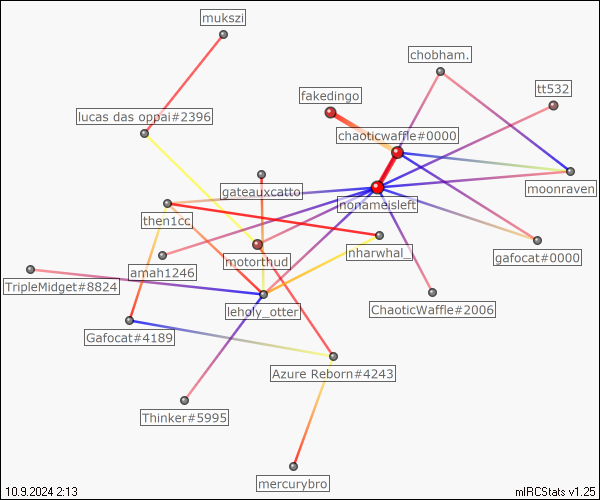 mukszi
chobham.
tt532
fakedingo
lucas das oppai#2396
chaoticwaffle#0000
gateauxcatto
moonraven
nonameisleft
then1cc
nharwhal_
gafocat#0000
motorthud
amah1246
TripleMidget#8824
leholy_otter
ChaoticWaffle#2006
Gafocat#4189
Azure Reborn#4243
Thinker#5995
mercurybro
10.9.2024 2:13
mIRCStats v1.25